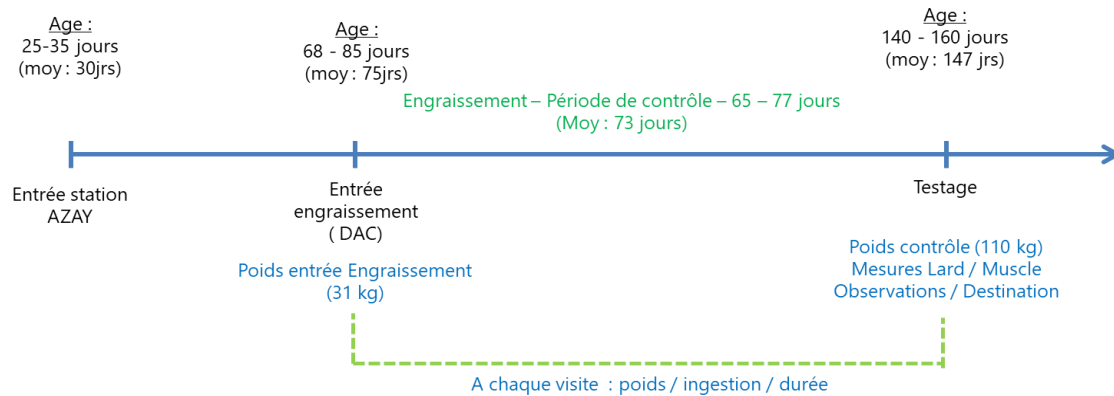 Age :
25-35 jours
(moy : 30jrs)
Age :
68 - 85 jours
(moy : 75jrs)
Age :
140 - 160 jours
(moy : 147 jrs)
Engraissement – Période de contrôle – 65 – 77 jours
(Moy : 73 jours)
Entrée station
AZAY
Entrée
engraissement
( DAC)
Poids entrée Engraissement
(31 kg)
Testage
Poids contrôle (110 kg)
Mesures Lard / Muscle
Observations / Destination
A chaque visite : poids / ingestion / durée